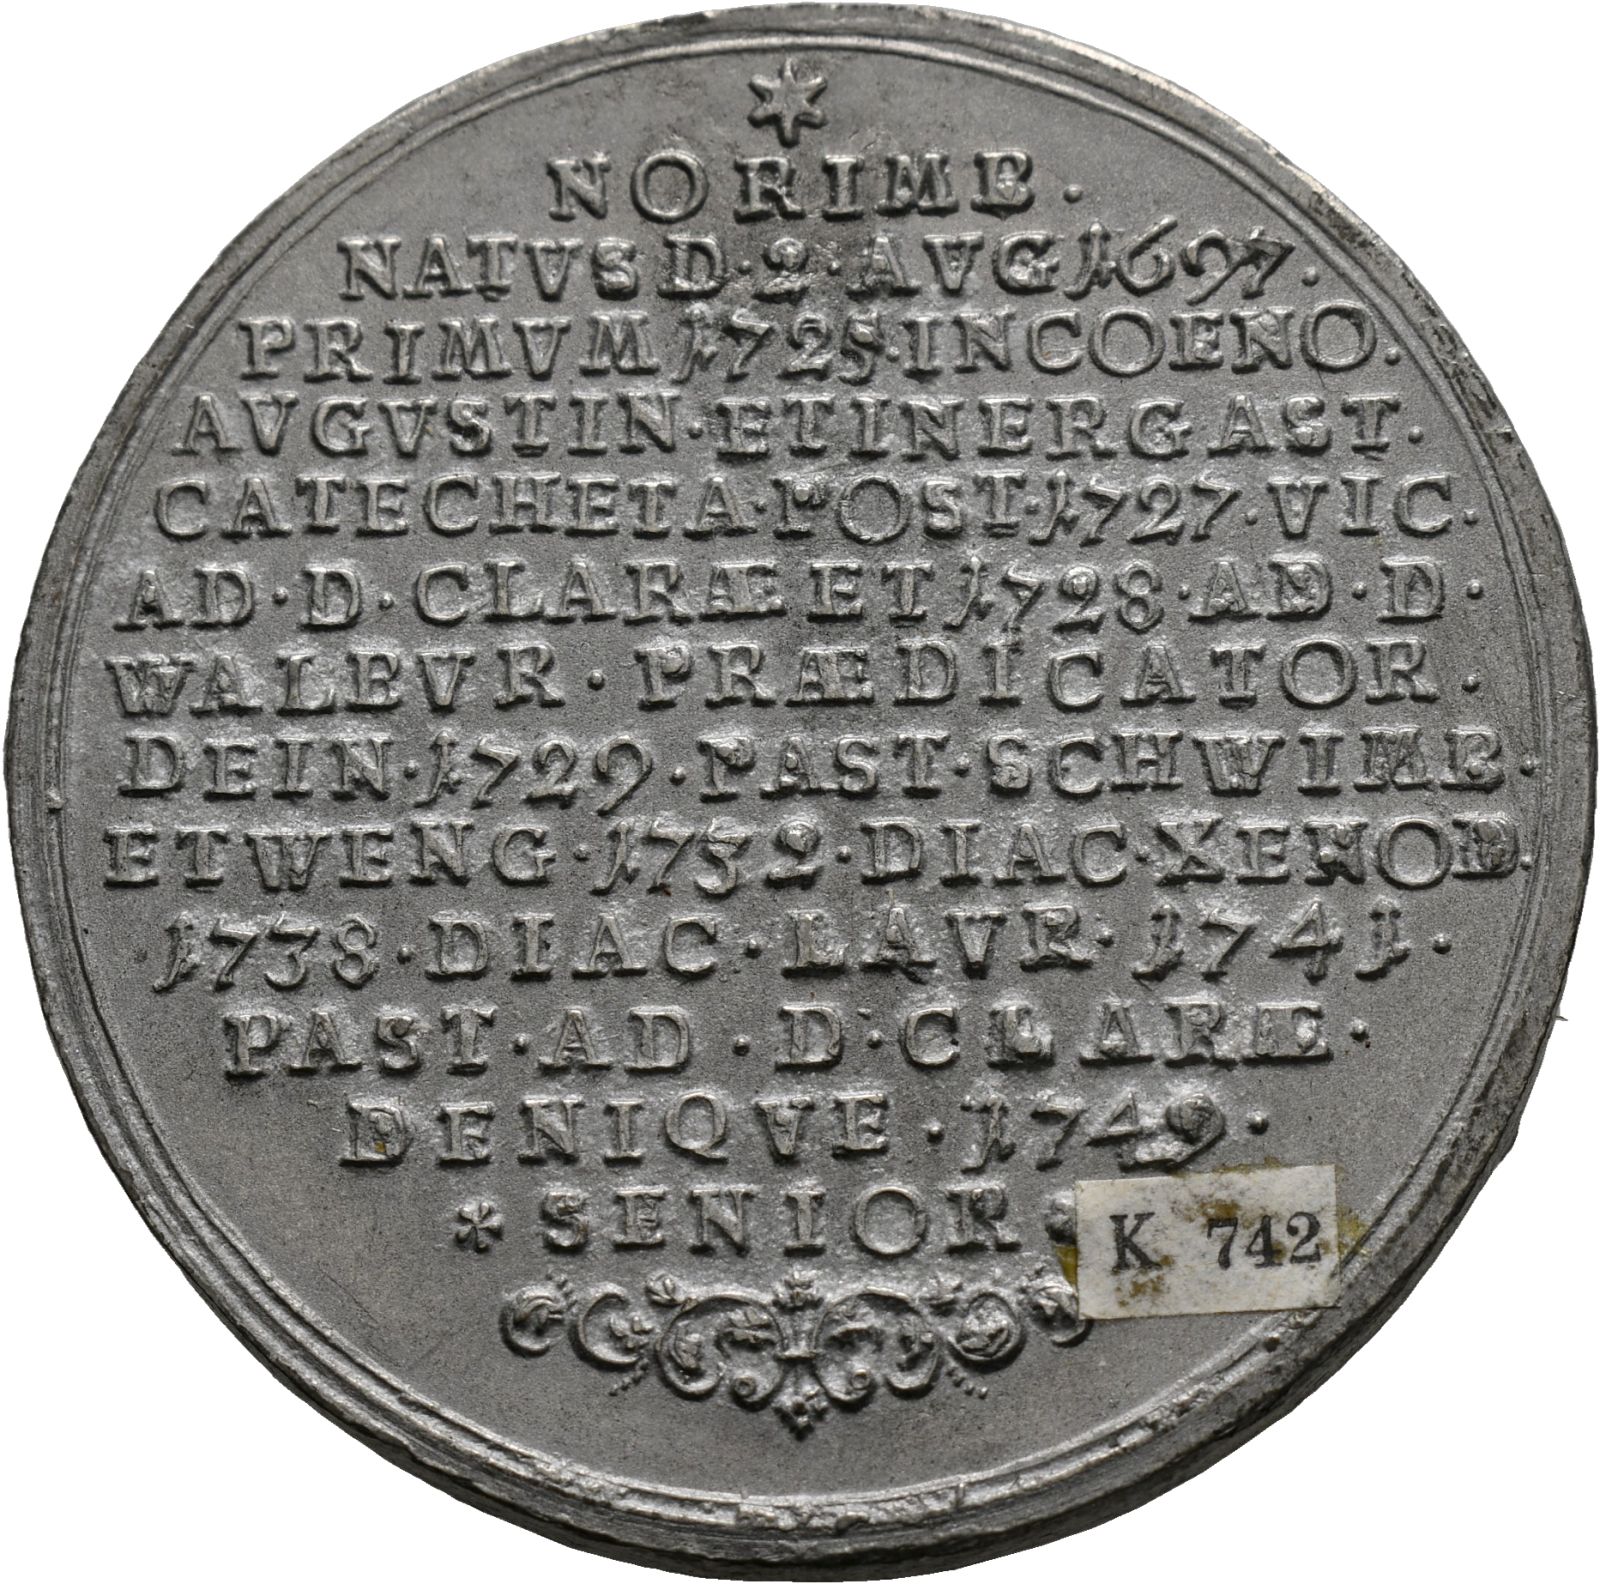 NORIMB.
NATVS D·2·AVG 1697.
PRIMVM 1725·IN COENO.
AVGVSTIN·ET IN ERGAST.
CATECHETA·POST·1727·VIC.
AD·D·CLARÆ ET 1728·AD·D·
WALBVR·PRÆDICATOR.
DEIN·1729·PAST·SCHWIMB.
ET WENG·1732·DIAC·XENOD.
1738·DIAC·LAVR·1741·
PAST·AD·D·CLARÆ·
DENIQVE·1749·
* SENIOR *
K 742